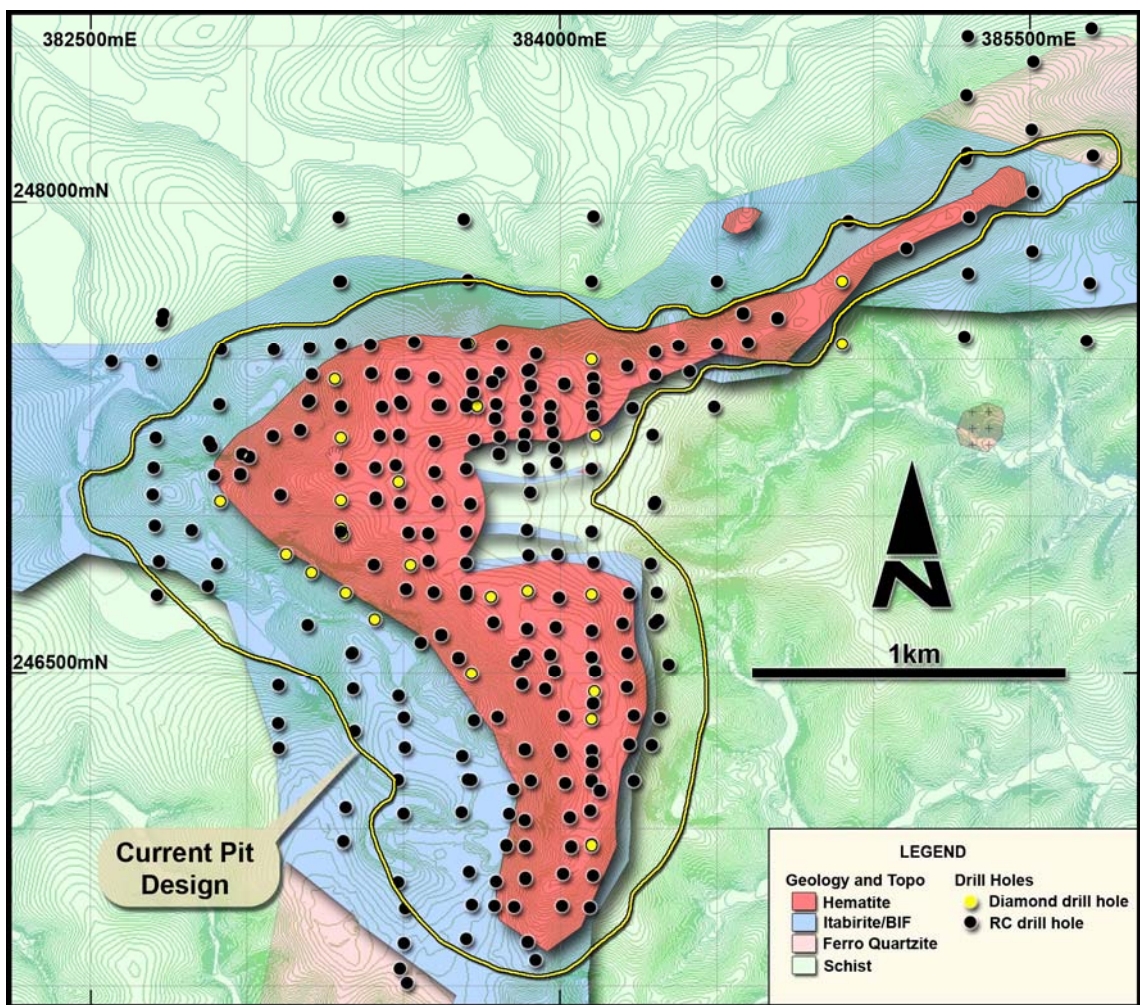 382500mE
384000mE
385500mE
248000mN
246500mN
N
1km
Current Pit
Design
LEGEND
Geology and Topo
Hematite
Itabirite/BIF
Ferro Quartzite
Schist
Drill Holes
Diamond drill hole
RC drill hole